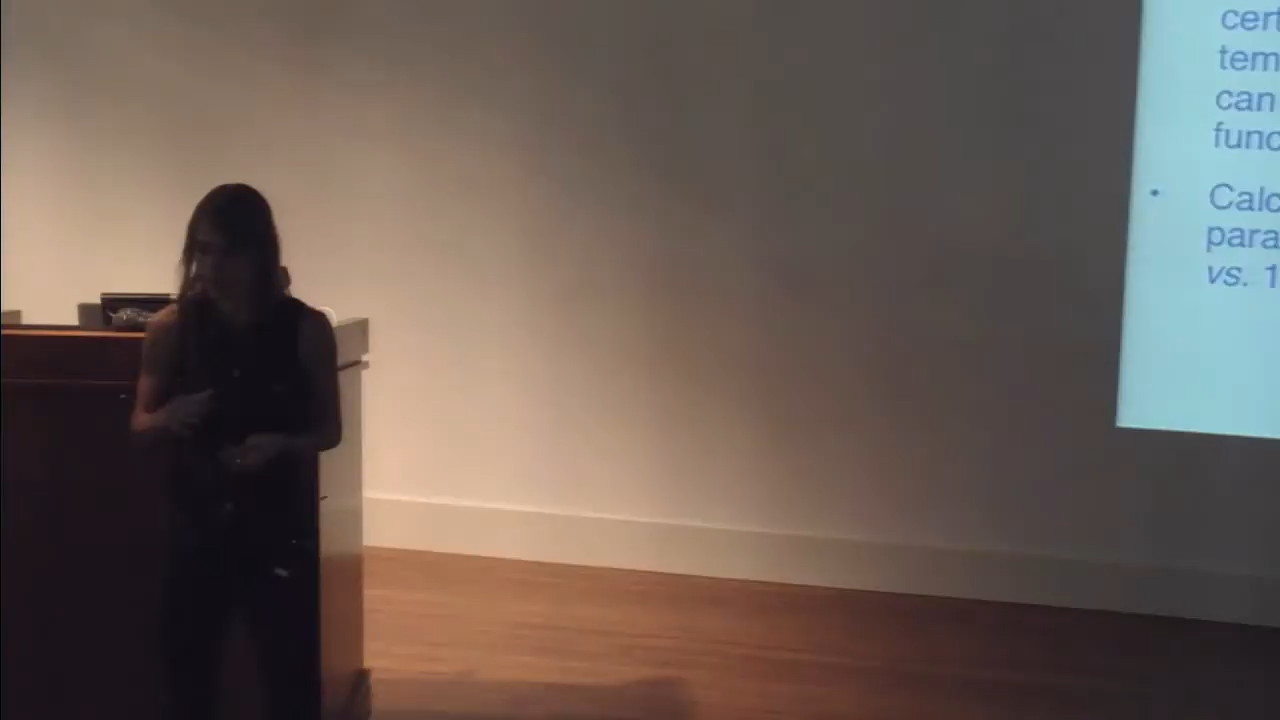 cert
tem
can
func
• Calc
para
vs. 1